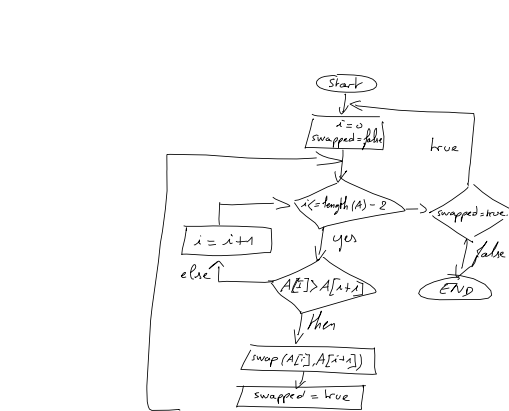 start
i = 0
swapped = false
true
i <= length(A) - 2
swapped = true
yes
i = i+1
false
else
A[I] > A[i+i]
END
then
swap (A[i], A[i+1])
swapped = true